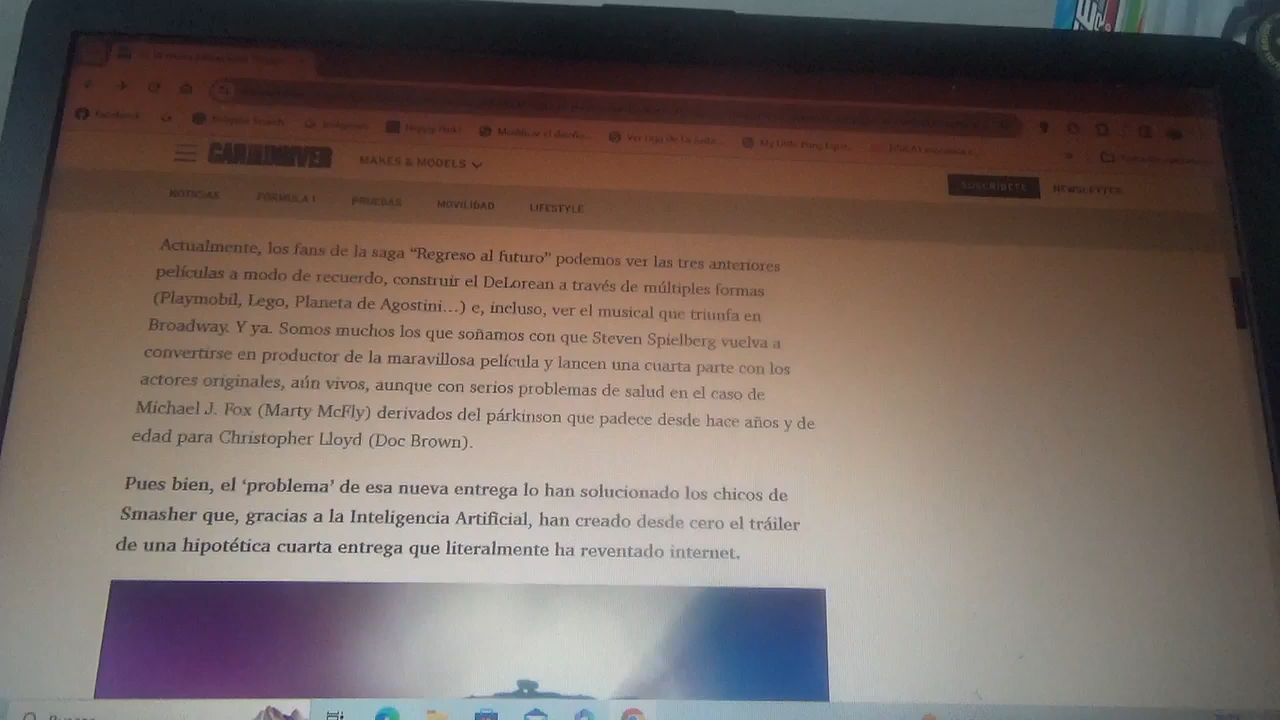 Facebook
CAR AND DRIVER
MAKES & MODELS
SUSCRÍBETE
NEWSLETTER
NOTICIAS
FÓRMULA 1
PRUEBAS
MOVILIDAD
LIFESTYLE
Actualmente, los fans de la saga “Regreso al futuro” podemos ver las tres anteriores
películas a modo de recuerdo, construir el DeLorean a través de múltiples formas
(Playmobil, Lego, Planeta de Agostini...) e, incluso, ver el musical que triunfa en
Broadway. Y ya. Somos muchos los que soñamos con que Steven Spielberg vuelva a
convertirse en productor de la maravillosa película y lancen una cuarta parte con los
actores originales, aún vivos, aunque con serios problemas de salud en el caso de
Michael J. Fox (Marty McFly) derivados del párkinson que padece desde hace años y de
edad para Christopher Lloyd (Doc Brown).
Pues bien, el ‘problema’ de esa nueva entrega lo han solucionado los chicos de
Smasher que, gracias a la Inteligencia Artificial, han creado desde cero el tráiler
de una hipotética cuarta entrega que literalmente ha reventado internet.